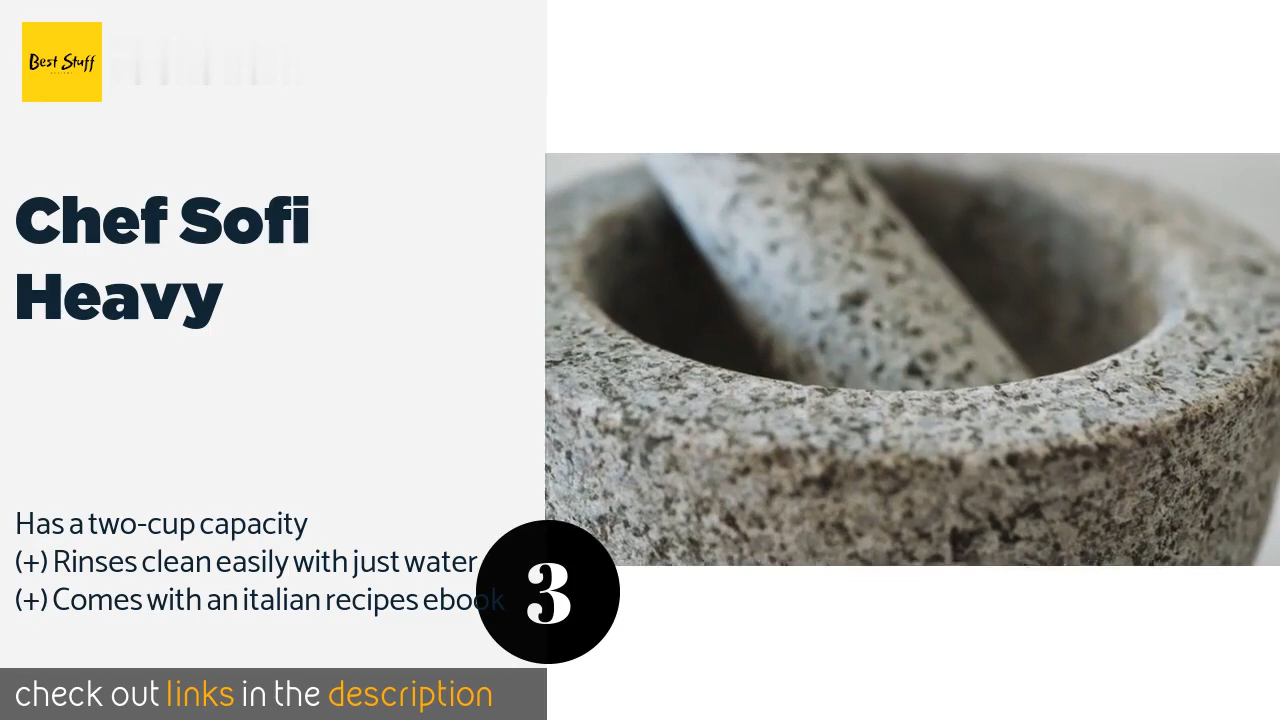 Best Stuff
Chef Sofi
Heavy
Has a two-cup capacity
(+) Rinses clean easily with just water
(+) Comes with an italian recipes ebook
3
check out links in the description